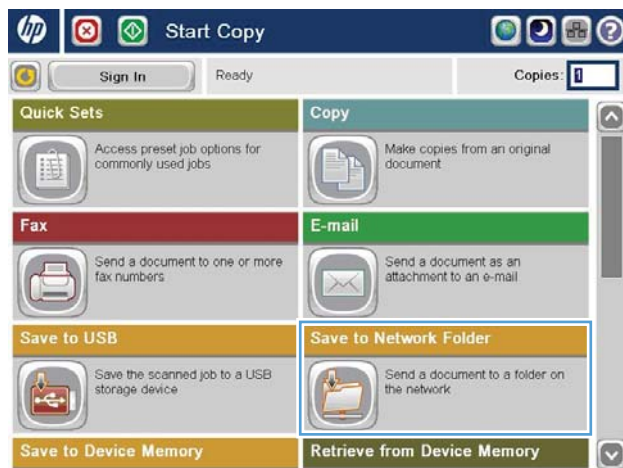 hp
Start Copy
?
Sign In
Ready
Copies: 1
Quick Sets
Access preset job options for
commonly used jobs
Copy
Make copies from an original
document
Fax
Send a document to one or more
fax numbers
E-mail
Send a document as an
attachment to an e-mail
Save to USB
Save the scanned job to a USB
storage device
Save to Network Folder
Send a document to a folder on
the network
Save to Device Memory
Retrieve from Device Memory